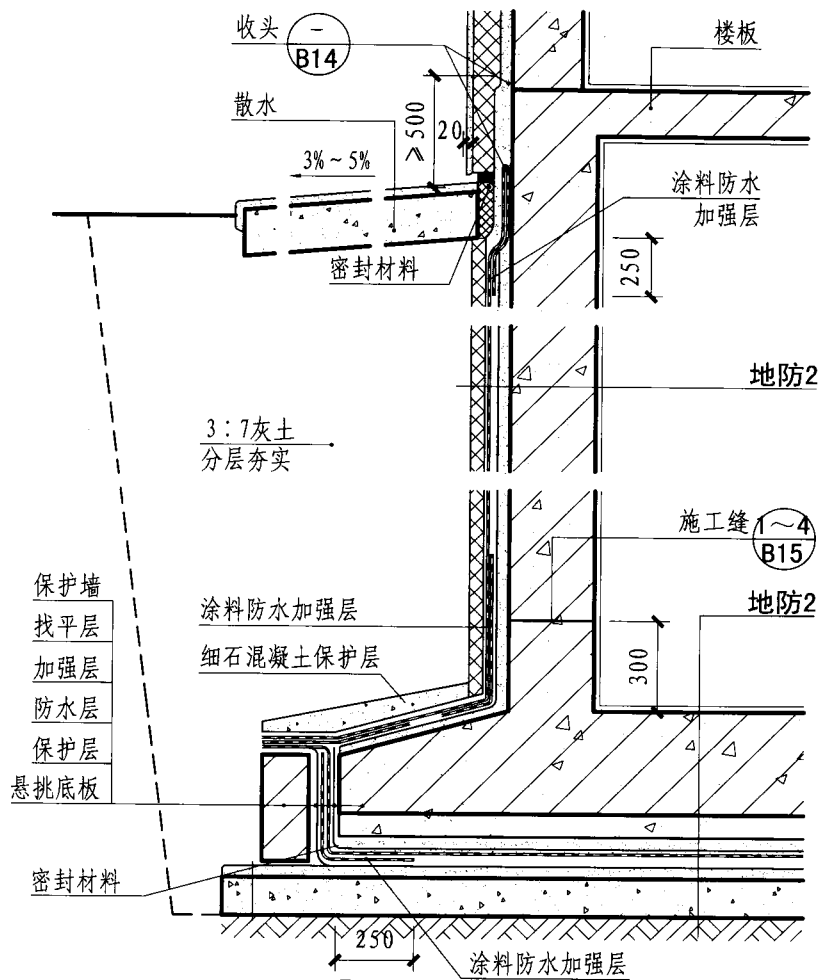 收头
－
B14
楼板
散水
≥500
20
3%～5%
涂料防水
加强层
密封材料
250
地防2
3：7灰土
分层夯实
施工缝
1～4
B15
地防2
保护墙
找平层
加强层
防水层
保护层
悬挑底板
涂料防水加强层
细石混凝土保护层
300
密封材料
250
涂料防水加强层